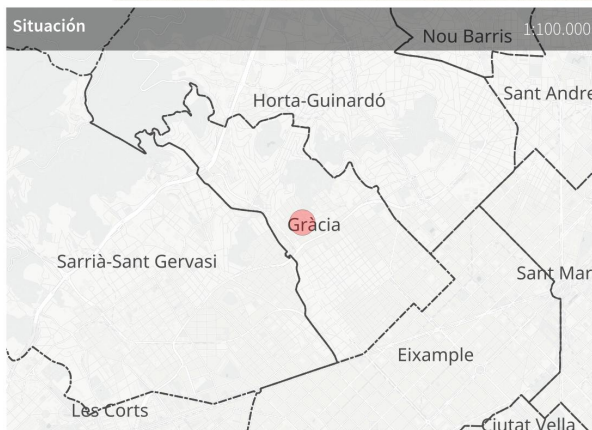 Situación
1:100.000
Nou Barris
Horta-Guinardó
Sant Andre
Gràcia
Sarrià-Sant Gervasi
Sant Mar
Eixample
Les Corts
Ciutat Vella